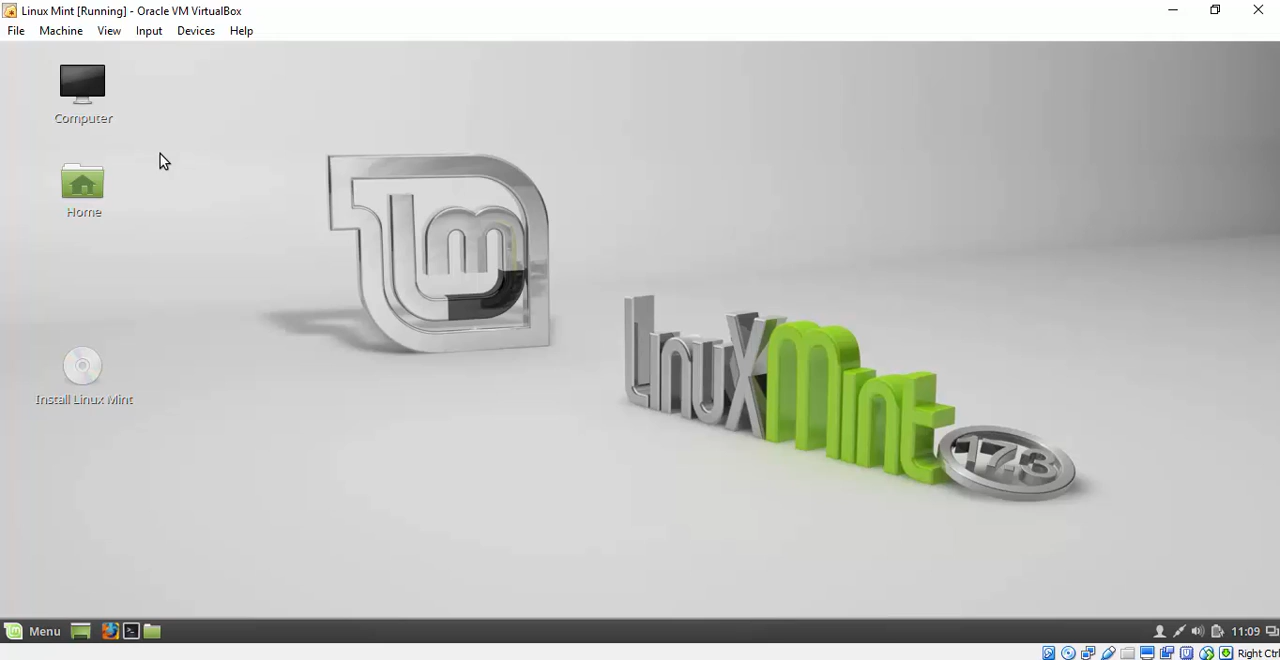 Linux Mint [Running] - Oracle VM VirtualBox
File Machine View Input Devices Help
Computer
Home
Install Linux Mint
lm
LinuxMint
17.3
Menu
11:09
Right Ctrl